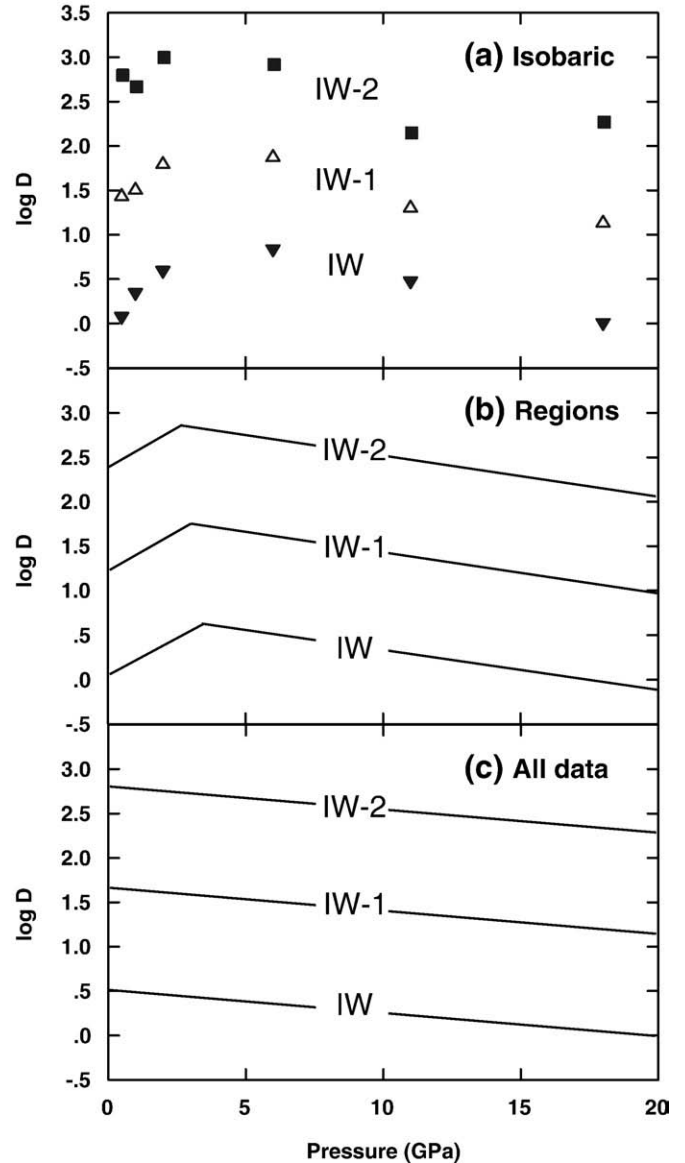 3.5
(a) Isobaric
3.0
IW-2
2.5
2.0
IW-1
1.5
1.0
IW
.5
.0
-.5
log D
(b) Regions
3.0
IW-2
2.5
2.0
IW-1
1.5
1.0
IW
.5
.0
-.5
log D
(c) All data
3.0
IW-2
2.5
2.0
IW-1
1.5
1.0
IW
.5
.0
-.5
log D
0 5 10 15 20
Pressure (GPa)